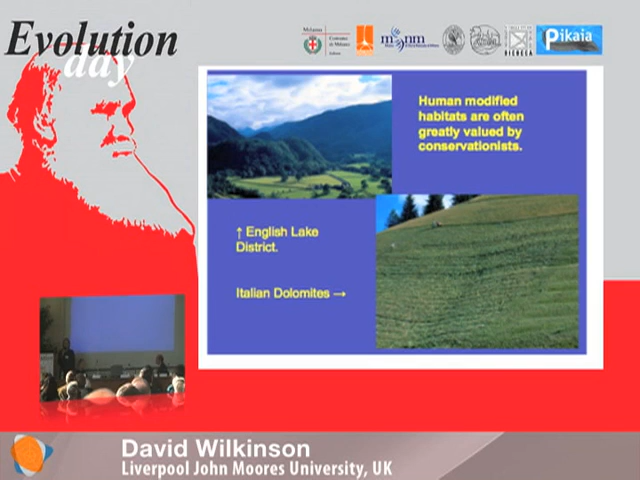 Evolution
day
Pikaia
Human modified
habitats are often
greatly valued by
conservationists.
↑ English Lake
District.
Italian Dolomites →
David Wilkinson
Liverpool John Moores University, UK